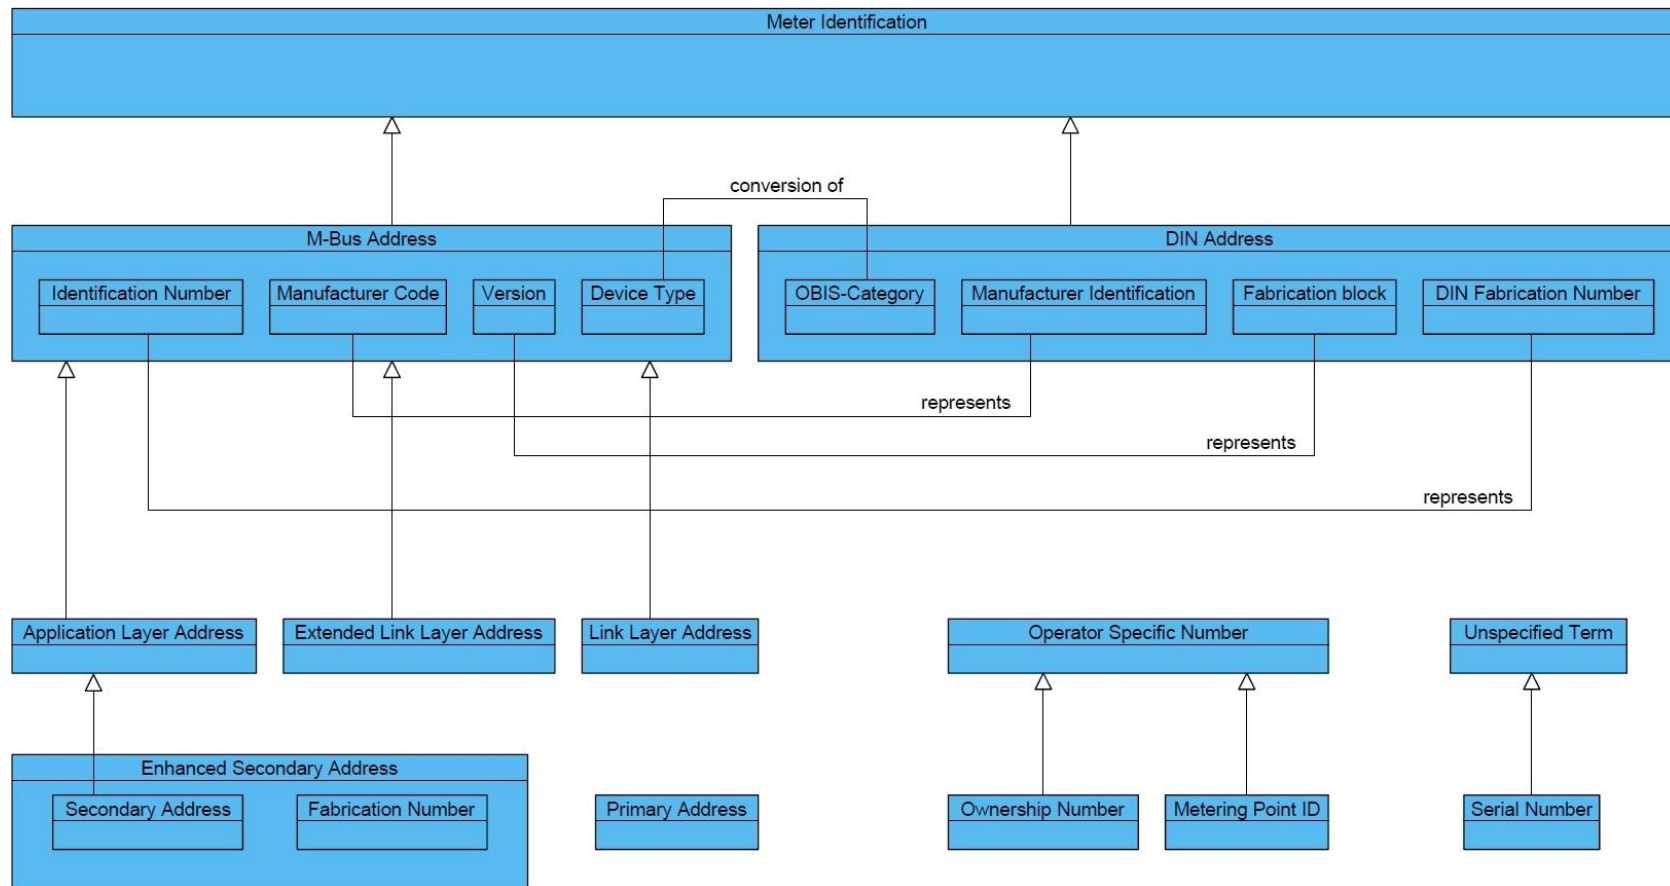 Meter Identification
conversion of
M-Bus Address
DIN Address
Identification Number
Manufacturer Code
Version
Device Type
OBIS-Category
Manufacturer Identification
Fabrication block
DIN Fabrication Number
represents
represents
represents
Application Layer Address
Extended Link Layer Address
Link Layer Address
Operator Specific Number
Unspecified Term
Enhanced Secondary Address
Secondary Address
Fabrication Number
Primary Address
Ownership Number
Metering Point ID
Serial Number